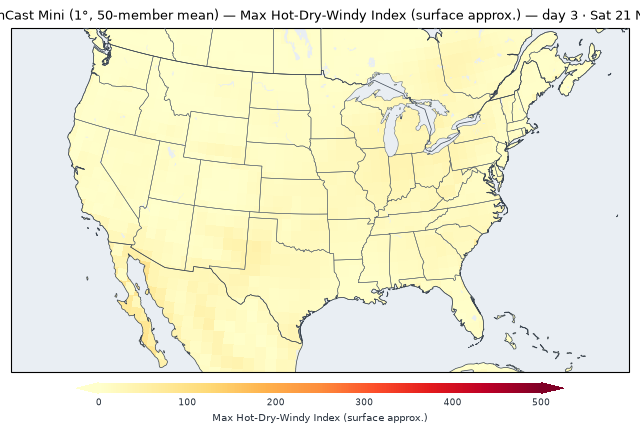 nCast Mini (1°, 50-member mean) — Max Hot-Dry-Windy Index (surface approx.) — day 3 · Sat 21 N
0 100 200 300 400 500
Max Hot-Dry-Windy Index (surface approx.)